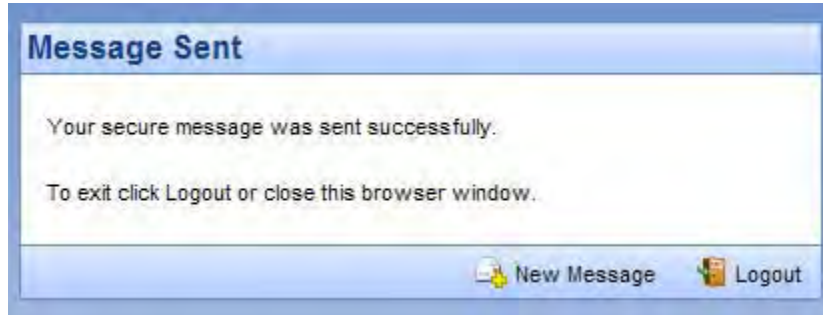 Message Sent
Your secure message was sent successfully.
To exit click Logout or close this browser window.
New Message Logout